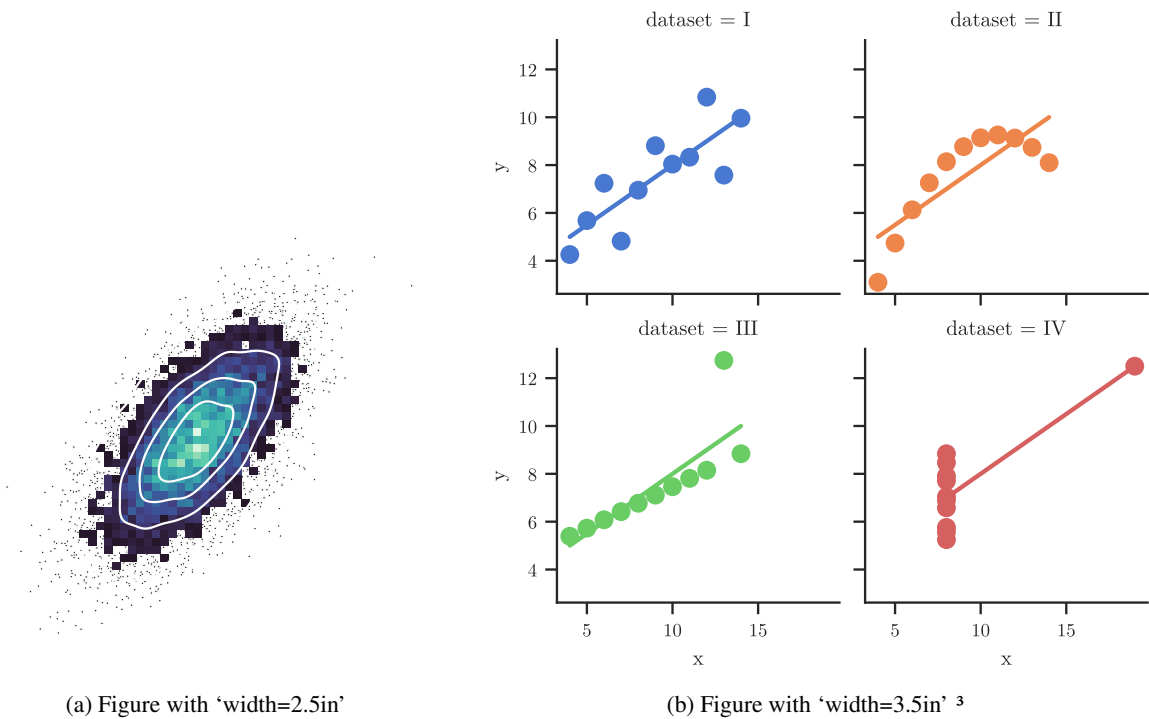 dataset = I
dataset = II
12
10
8
6
4
y
dataset = III
dataset = IV
12
10
8
6
4
y
5
10
15
5
10
15
x
x
(a) Figure with ‘width=2.5in’
(b) Figure with ‘width=3.5in’ ³